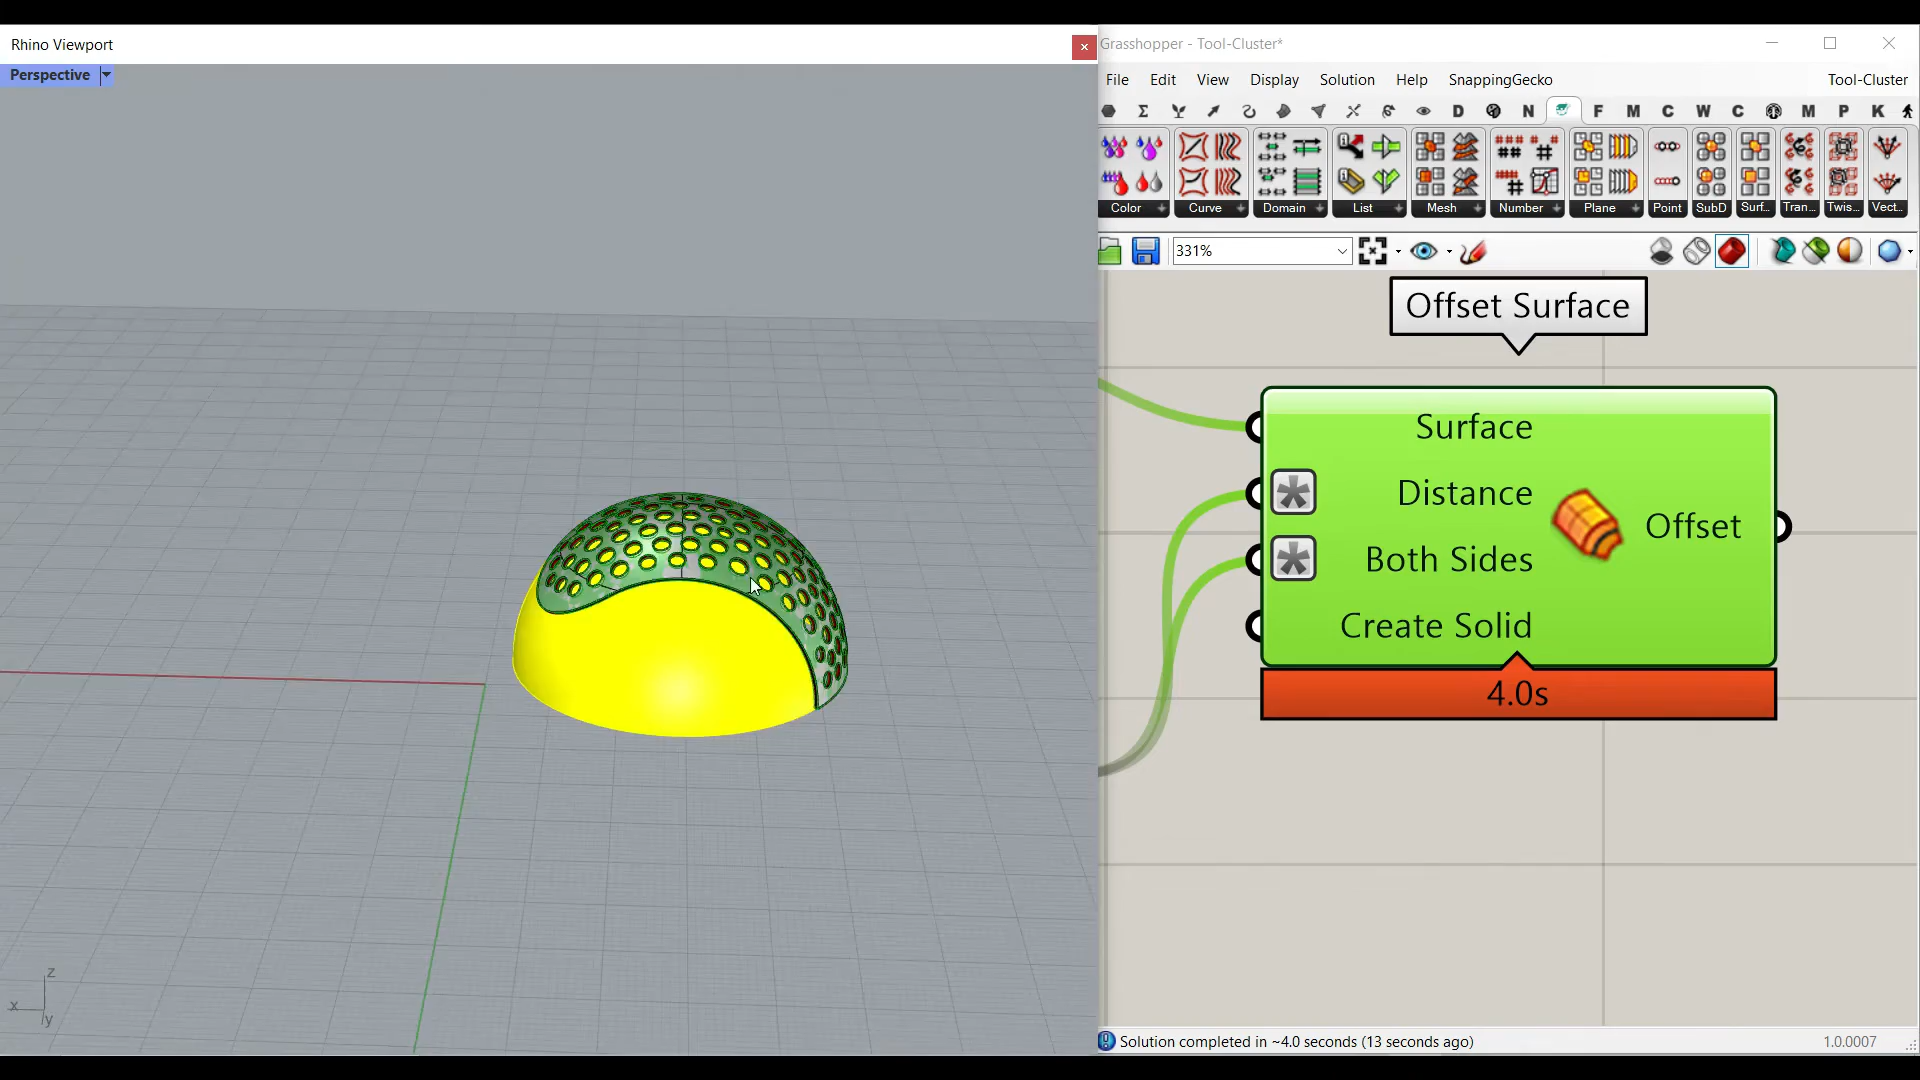 Rhino Viewport
Perspective
z
x
y
Grasshopper - Tool-Cluster*
File Edit View Display Solution Help SnappingGecko Tool-Cluster
D N F M C W C M P K
Color Curve Domain List Mesh Number Plane Point SubD Surf... Tran... Twis... Vect...
331%
Offset Surface
Surface
Distance
Both Sides
Create Solid
Offset
4.0s
Solution completed in ~4.0 seconds (13 seconds ago) 1.0.0007